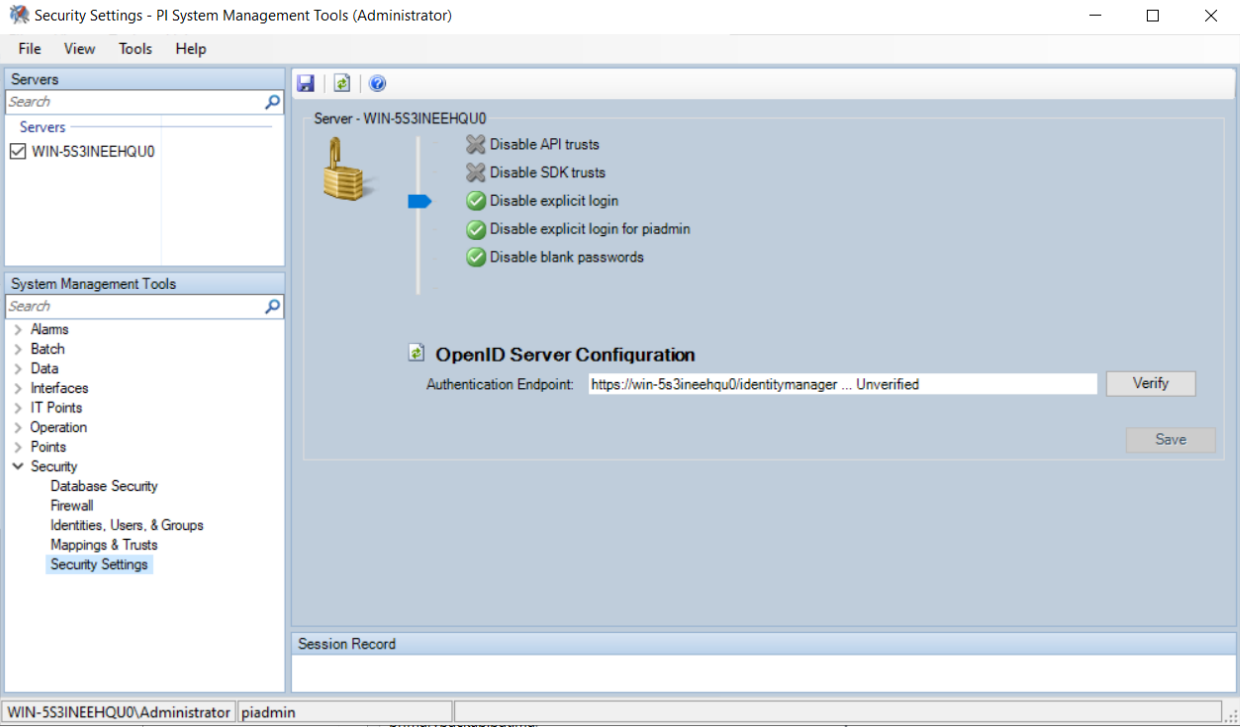 Security Settings - PI System Management Tools (Administrator)
File View Tools Help
Servers
Search
Servers
WIN-5S3INEEHQU0
System Management Tools
Search
Alarms
Batch
Data
Interfaces
IT Points
Operation
Points
Security
Database Security
Firewall
Identities, Users, & Groups
Mappings & Trusts
Security Settings
Server - WIN-5S3INEEHQU0
Disable API trusts
Disable SDK trusts
Disable explicit login
Disable explicit login for piadmin
Disable blank passwords
OpenID Server Configuration
Authentication Endpoint: https://win-5s3ineehqu0/identitymanager ... Unverified Verify
Save
Session Record
WIN-5S3INEEHQU0\Administrator piadmin